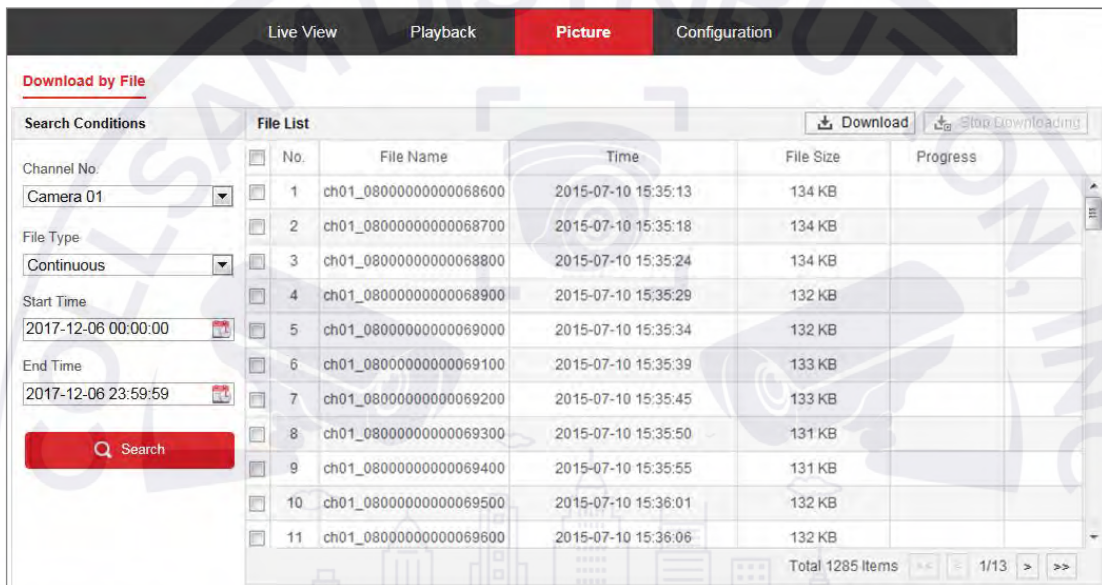 Live View Playback Picture Configuration
Download by File
Search Conditions
Channel No.
Camera 01
File Type
Continuous
Start Time
2017-12-06 00:00:00
End Time
2017-12-06 23:59:59
Search
File List Download Stop Downloading
No. File Name Time File Size Progress
1 ch01_08000000000068600 2015-07-10 15:35:13 134 KB
2 ch01_08000000000068700 2015-07-10 15:35:18 134 KB
3 ch01_08000000000068800 2015-07-10 15:35:24 134 KB
4 ch01_08000000000068900 2015-07-10 15:35:29 132 KB
5 ch01_08000000000069000 2015-07-10 15:35:34 132 KB
6 ch01_08000000000069100 2015-07-10 15:35:39 133 KB
7 ch01_08000000000069200 2015-07-10 15:35:45 133 KB
8 ch01_08000000000069300 2015-07-10 15:35:50 131 KB
9 ch01_08000000000069400 2015-07-10 15:35:55 131 KB
10 ch01_08000000000069500 2015-07-10 15:36:01 132 KB
11 ch01_08000000000069600 2015-07-10 15:36:06 132 KB
Total 1285 Items << < 1/13 > >>
COL-SAM DISTRIBUTION, INC